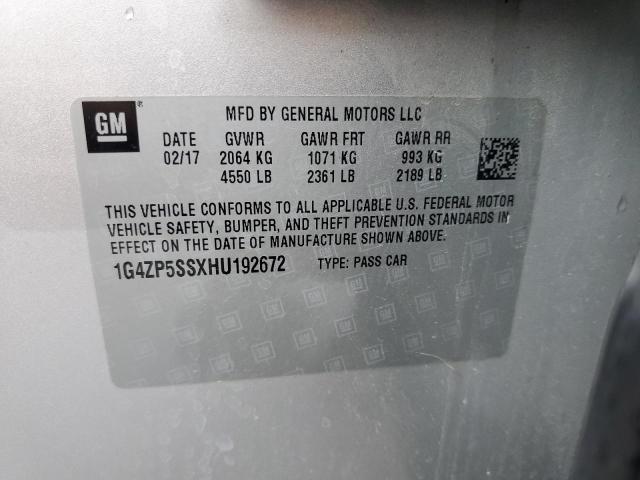 GM ® MFD BY GENERAL MOTORS LLC
DATE GVWR GAWR FRT GAWR RR
02/17 2064 KG 1071 KG 993 KG
4550 LB 2361 LB 2189 LB
THIS VEHICLE CONFORMS TO ALL APPLICABLE U.S. FEDERAL MOTOR
VEHICLE SAFETY, BUMPER, AND THEFT PREVENTION STANDARDS IN
EFFECT ON THE DATE OF MANUFACTURE SHOWN ABOVE.
1G4ZP5SSXHU192672 TYPE: PASS CAR